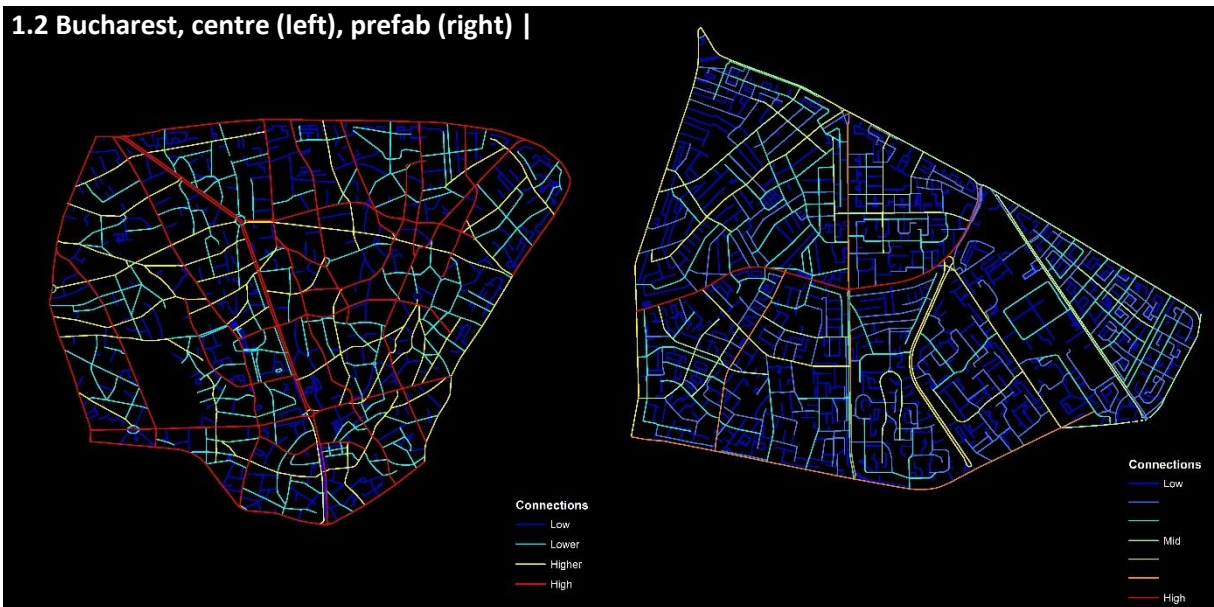 1.2 Bucharest, centre (left), prefab (right) |
Connections
Low
Lower
Higher
High
Connections
Low
Mid
High